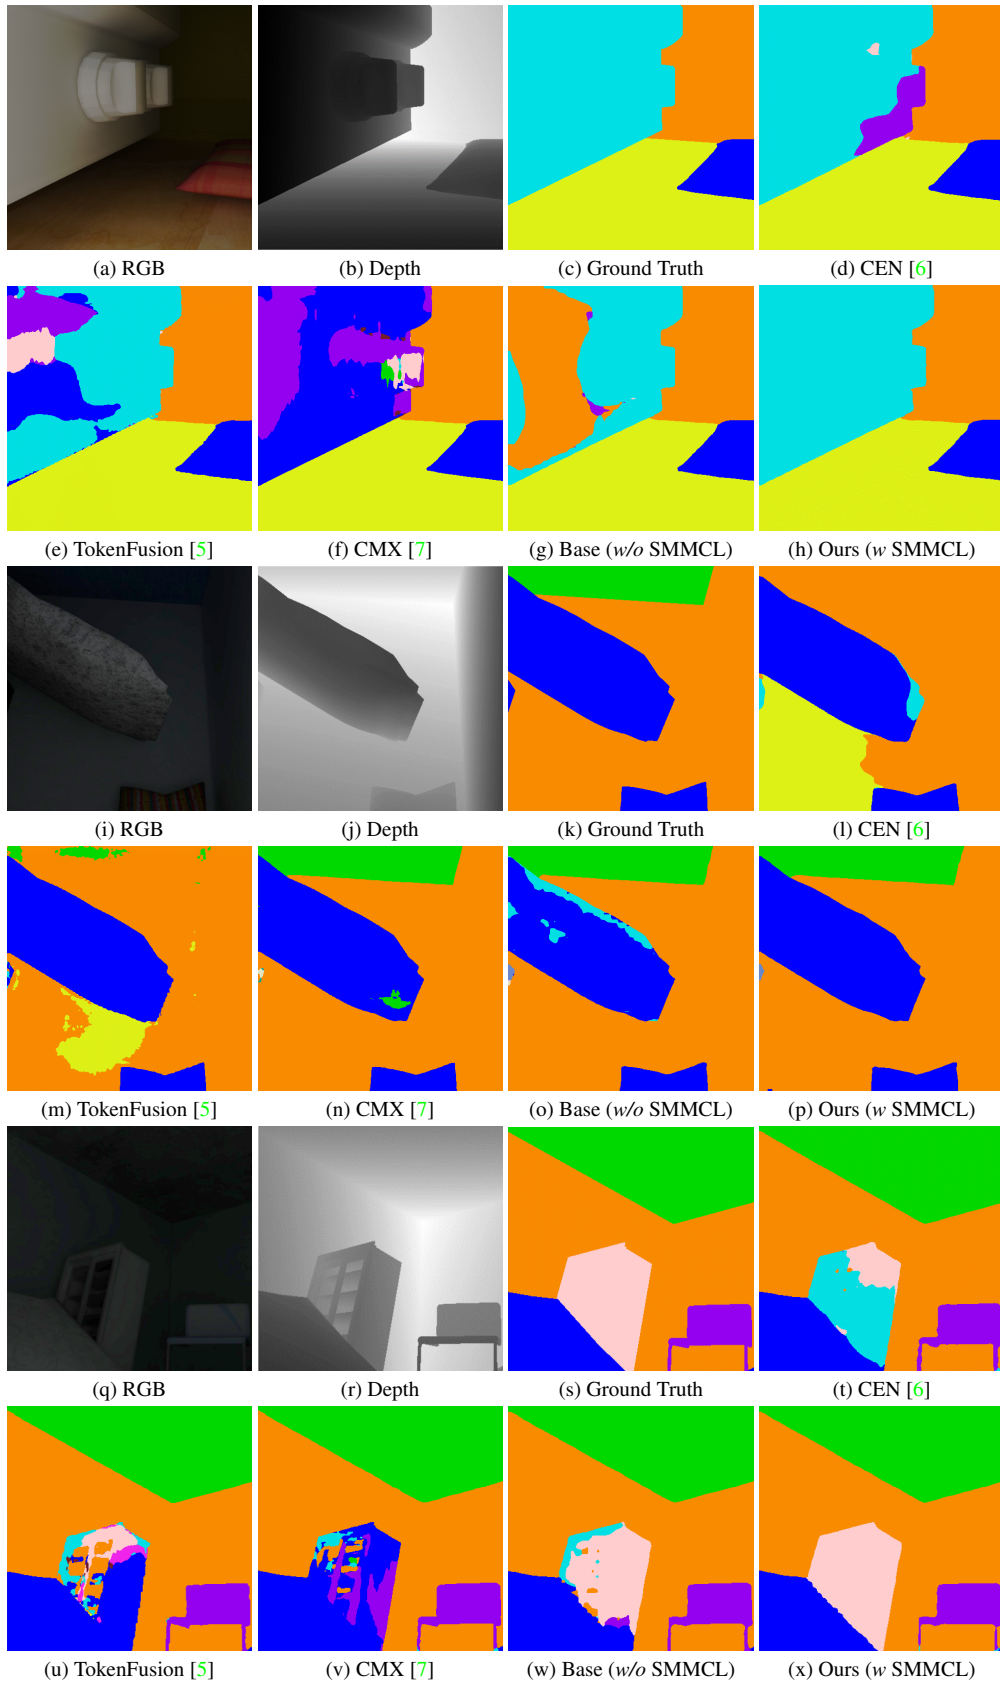 (a) RGB
(b) Depth
(c) Ground Truth
(d) CEN [6]
(e) TokenFusion [5]
(f) CMX [7]
(g) Base (w/o SMMCL)
(h) Ours (w SMMCL)
(i) RGB
(j) Depth
(k) Ground Truth
(l) CEN [6]
(m) TokenFusion [5]
(n) CMX [7]
(o) Base (w/o SMMCL)
(p) Ours (w SMMCL)
(q) RGB
(r) Depth
(s) Ground Truth
(t) CEN [6]
(u) TokenFusion [5]
(v) CMX [7]
(w) Base (w/o SMMCL)
(x) Ours (w SMMCL)